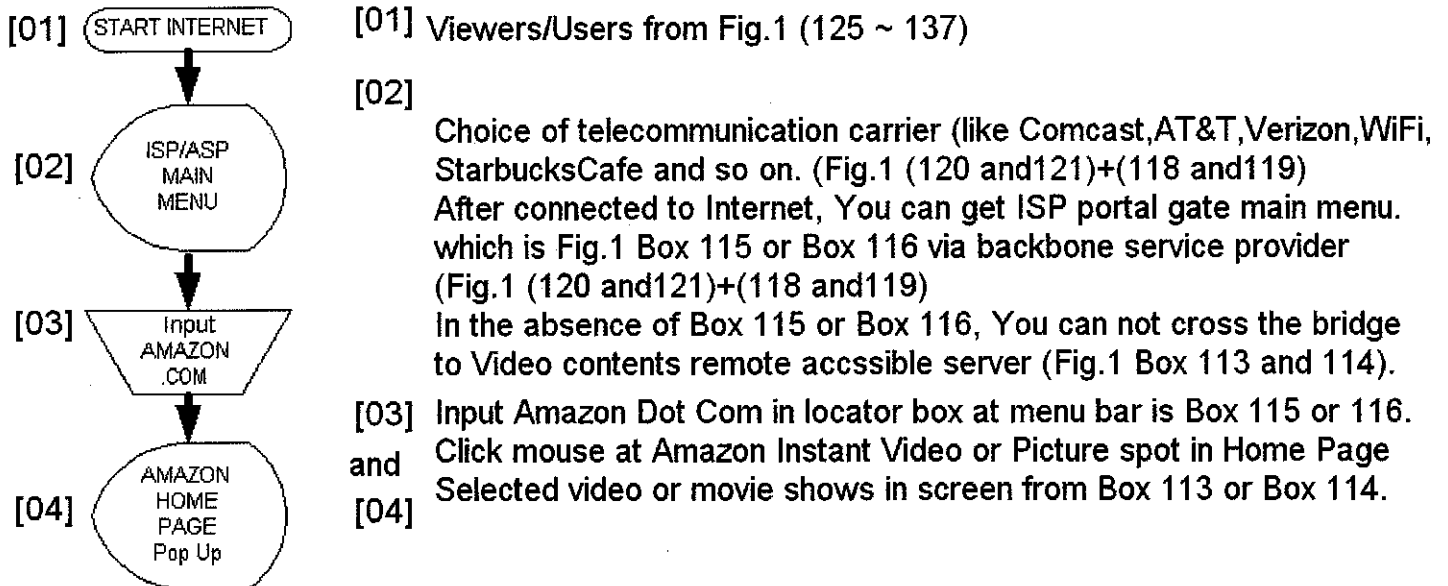 [01] START INTERNET
[02] ISP/ASP
MAIN
MENU
[03] Input
AMAZON
.COM
[04] AMAZON
HOME
PAGE
Pop Up
[01] Viewers/Users from Fig.1 (125 ~ 137)
[02]
Choice of telecommunication carrier (like Comcast,AT&T,Verizon,WiFi,
StarbucksCafe and so on. (Fig.1 (120 and121)+(118 and119)
After connected to Internet, You can get ISP portal gate main menu.
which is Fig.1 Box 115 or Box 116 via backbone service provider
(Fig.1 (120 and121)+(118 and119)
In the absence of Box 115 or Box 116, You can not cross the bridge
to Video contents remote accssible server (Fig.1 Box 113 and 114).
[03] Input Amazon Dot Com in locator box at menu bar is Box 115 or 116.
and Click mouse at Amazon Instant Video or Picture spot in Home Page
[04] Selected video or movie shows in screen from Box 113 or Box 114.